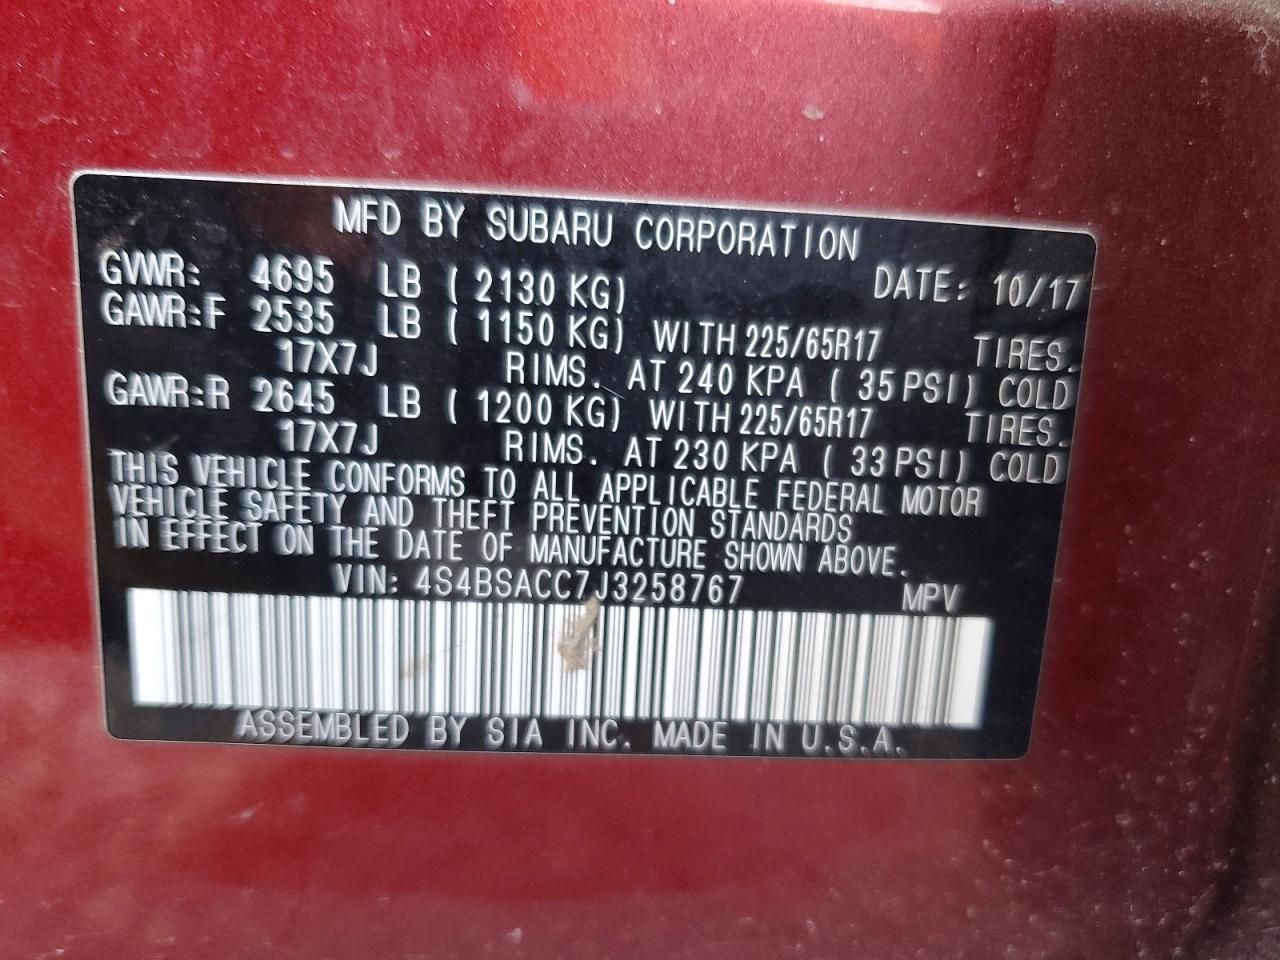 MFD BY SUBARU CORPORATION
GVWR: 4695 LB ( 2130 KG) DATE: 10/17
GAWR:F 2535 LB ( 1150 KG) WITH 225/65R17 TIRES.
17X7J RIMS. AT 240 KPA ( 35 PSI) COLD
GAWR:R 2645 LB ( 1200 KG) WITH 225/65R17 TIRES.
17X7J RIMS. AT 230 KPA ( 33 PSI) COLD
THIS VEHICLE CONFORMS TO ALL APPLICABLE FEDERAL MOTOR
VEHICLE SAFETY AND THEFT PREVENTION STANDARDS
IN EFFECT ON THE DATE OF MANUFACTURE SHOWN ABOVE.
VIN: 4S4BSACC7J3258767 MPV
ASSEMBLED BY SIA INC. MADE IN U.S.A.